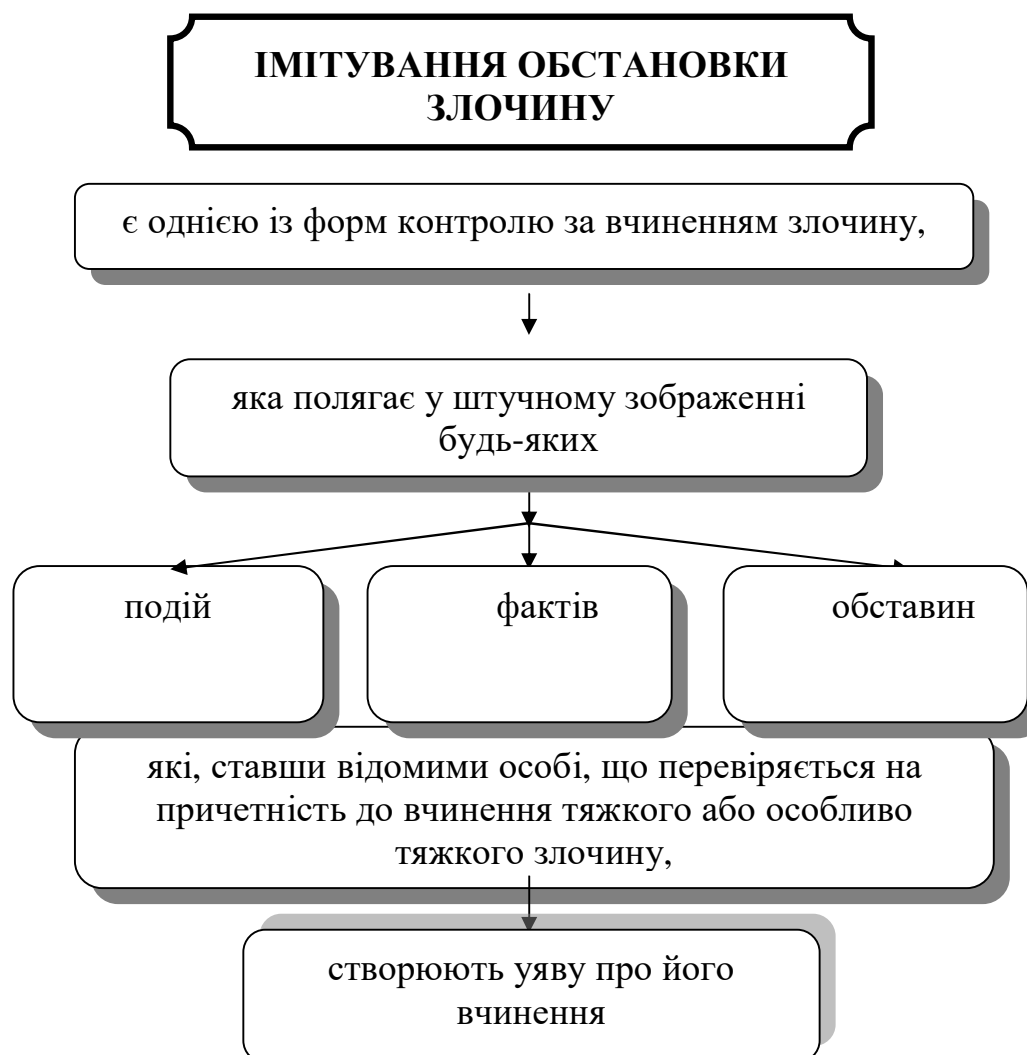 ІМІТУВАННЯ ОБСТАНОВКИ
ЗЛОЧИНУ
є однією із форм контролю за вчиненням злочину,
яка полягає у штучному зображенні
будь-яких
подій
фактів
обставин
які, ставши відомими особі, що перевіряється на
причетність до вчинення тяжкого або особливо
тяжкого злочину,
створюють уяву про його
вчинення